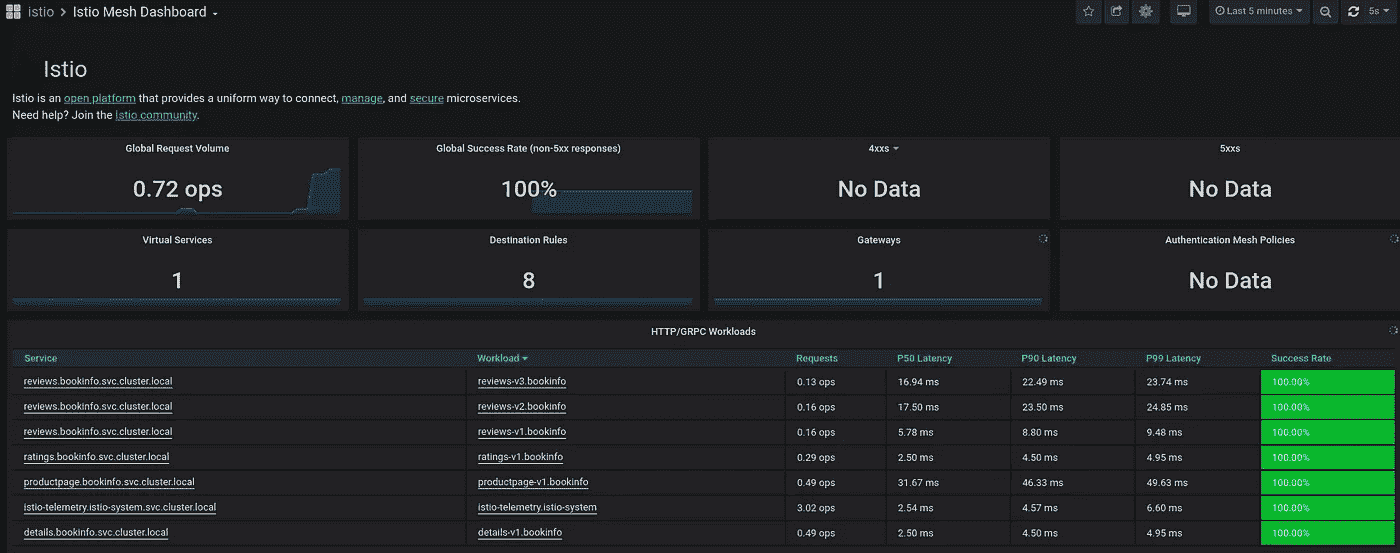 istio > Istio Mesh Dashboard
Last 5 minutes
5s
Istio
Istio is an open platform that provides a uniform way to connect, manage, and secure microservices.
Need help? Join the Istio community.
Global Request Volume
0.72 ops
Global Success Rate (non-5xx responses)
100%
4xxs
No Data
5xxs
No Data
Virtual Services
1
Destination Rules
8
Gateways
1
Authentication Mesh Policies
No Data
HTTP/GRPC Workloads
Service Workload Requests P50 Latency P90 Latency P99 Latency Success Rate
reviews.bookinfo.svc.cluster.local reviews-v3.bookinfo 0.13 ops 16.94 ms 22.49 ms 23.74 ms 100.00%
reviews.bookinfo.svc.cluster.local reviews-v2.bookinfo 0.16 ops 17.50 ms 23.50 ms 24.85 ms 100.00%
reviews.bookinfo.svc.cluster.local reviews-v1.bookinfo 0.16 ops 5.78 ms 8.80 ms 9.48 ms 100.00%
ratings.bookinfo.svc.cluster.local ratings-v1.bookinfo 0.29 ops 2.50 ms 4.50 ms 4.95 ms 100.00%
productpage.bookinfo.svc.cluster.local productpage-v1.bookinfo 0.49 ops 31.67 ms 46.33 ms 49.63 ms 100.00%
istio-telemetry.istio-system.svc.cluster.local istio-telemetry.istio-system 3.02 ops 2.54 ms 4.57 ms 6.60 ms 100.00%
details.bookinfo.svc.cluster.local details-v1.bookinfo 0.49 ops 2.50 ms 4.50 ms 4.95 ms 100.00%